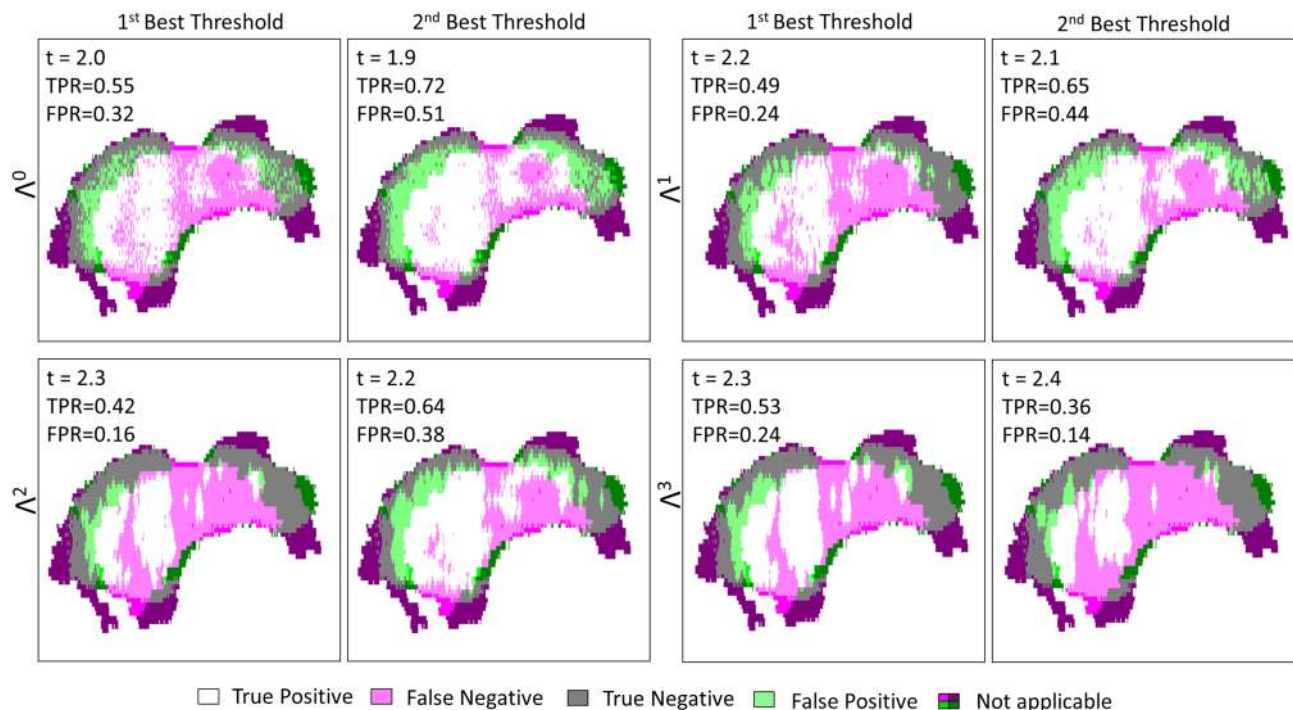 1st Best Threshold
2nd Best Threshold
1st Best Threshold
2nd Best Threshold
t = 2.0
TPR=0.55
FPR=0.32
t = 1.9
TPR=0.72
FPR=0.51
t = 2.2
TPR=0.49
FPR=0.24
t = 2.1
TPR=0.65
FPR=0.44
Λ0
Λ1
t = 2.3
TPR=0.42
FPR=0.16
t = 2.2
TPR=0.64
FPR=0.38
t = 2.3
TPR=0.53
FPR=0.24
t = 2.4
TPR=0.36
FPR=0.14
Λ2
Λ3
True Positive
False Negative
True Negative
False Positive
Not applicable